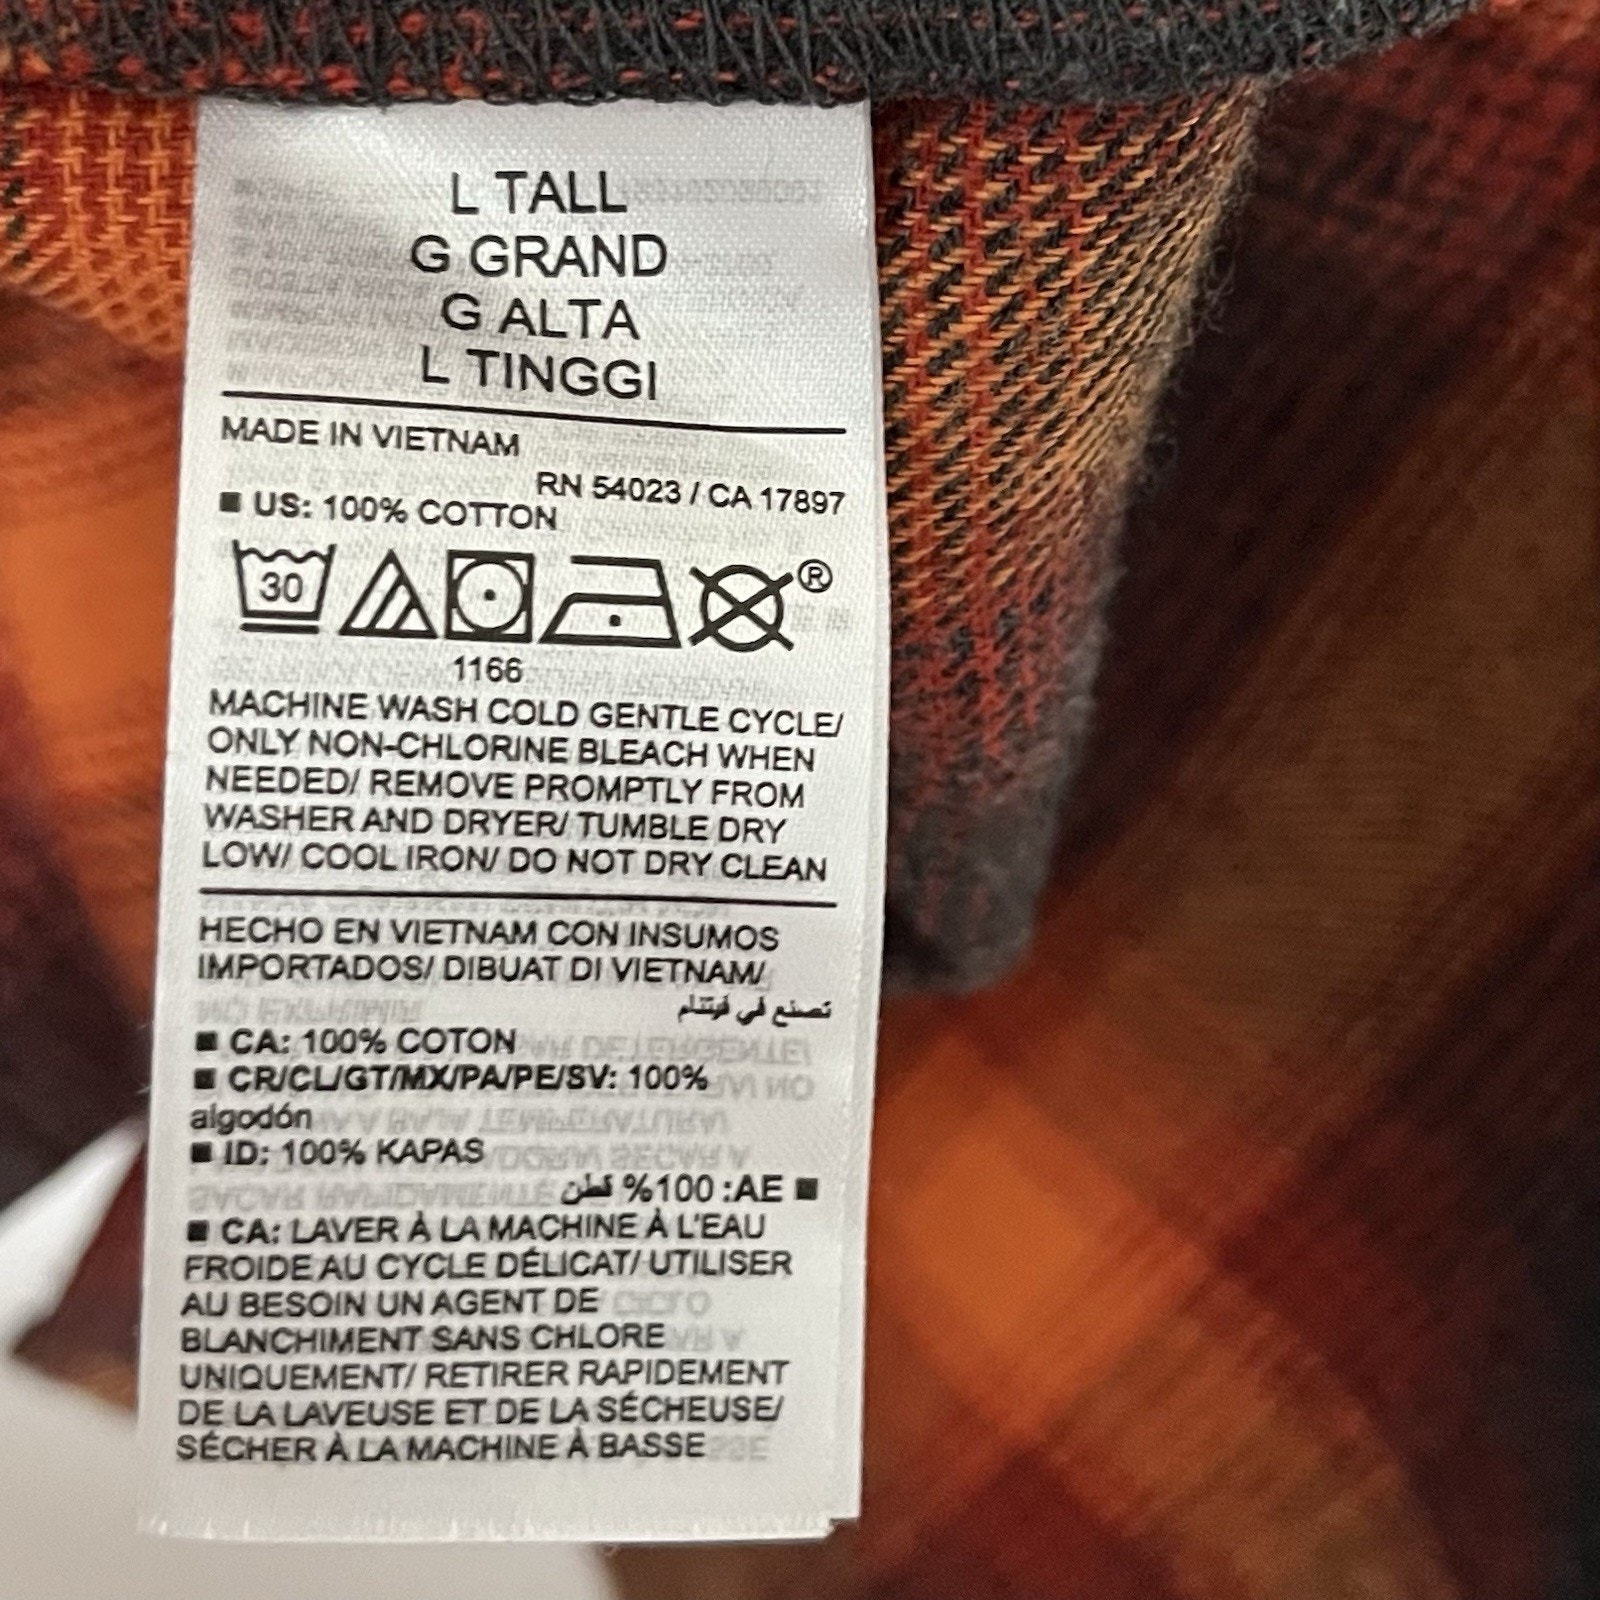 L TALL
G GRAND
G ALTA
L TINGGI
MADE IN VIETNAM
RN 54023 / CA 17897
■ US: 100% COTTON
30
®
1166
MACHINE WASH COLD GENTLE CYCLE/
ONLY NON-CHLORINE BLEACH WHEN
NEEDED/ REMOVE PROMPTLY FROM
WASHER AND DRYER/ TUMBLE DRY
LOW/ COOL IRON/ DO NOT DRY CLEAN
HECHO EN VIETNAM CON INSUMOS
IMPORTADOS/ DIBUAT DI VIETNAM/
تصنع في فيتنام
■ CA: 100% COTON
■ CR/CL/GT/MX/PA/PE/SV: 100%
algodón
■ ID: 100% KAPAS
■ AE: 100% قطن
■ CA: LAVER À LA MACHINE À L'EAU
FROIDE AU CYCLE DÉLICAT/ UTILISER
AU BESOIN UN AGENT DE
BLANCHIMENT SANS CHLORE
UNIQUEMENT/ RETIRER RAPIDEMENT
DE LA LAVEUSE ET DE LA SÉCHEUSE/
SÉCHER À LA MACHINE À BASSE